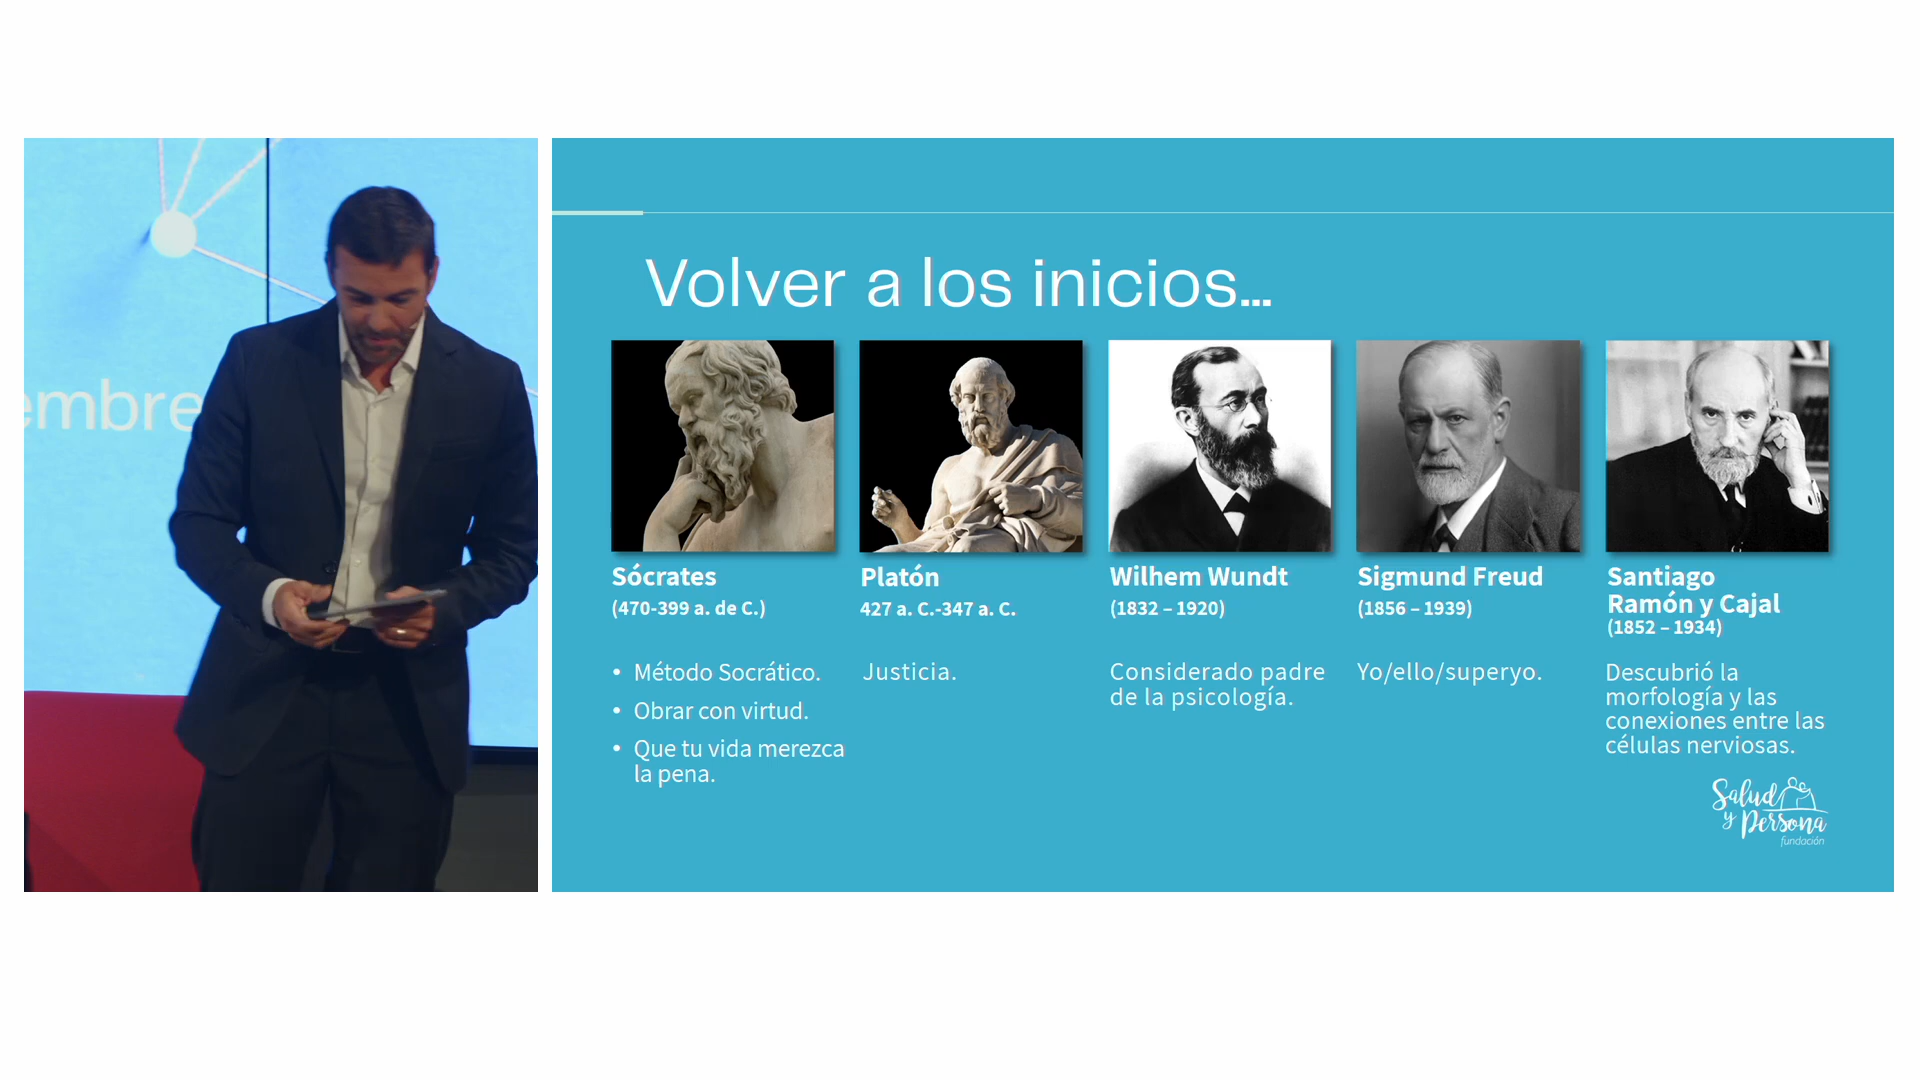 embre
Volver a los inicios...
Sócrates
(470-399 a. de C.)
• Método Socrático.
• Obrar con virtud.
• Que tu vida merezca
la pena.
Platón
427 a. C.-347 a. C.
Justicia.
Wilhem Wundt
(1832 – 1920)
Considerado padre
de la psicología.
Sigmund Freud
(1856 – 1939)
Yo/ello/superyo.
Santiago
Ramón y Cajal
(1852 – 1934)
Descubrió la
morfología y las
conexiones entre las
células nerviosas.
Salud
y Persona
fundación